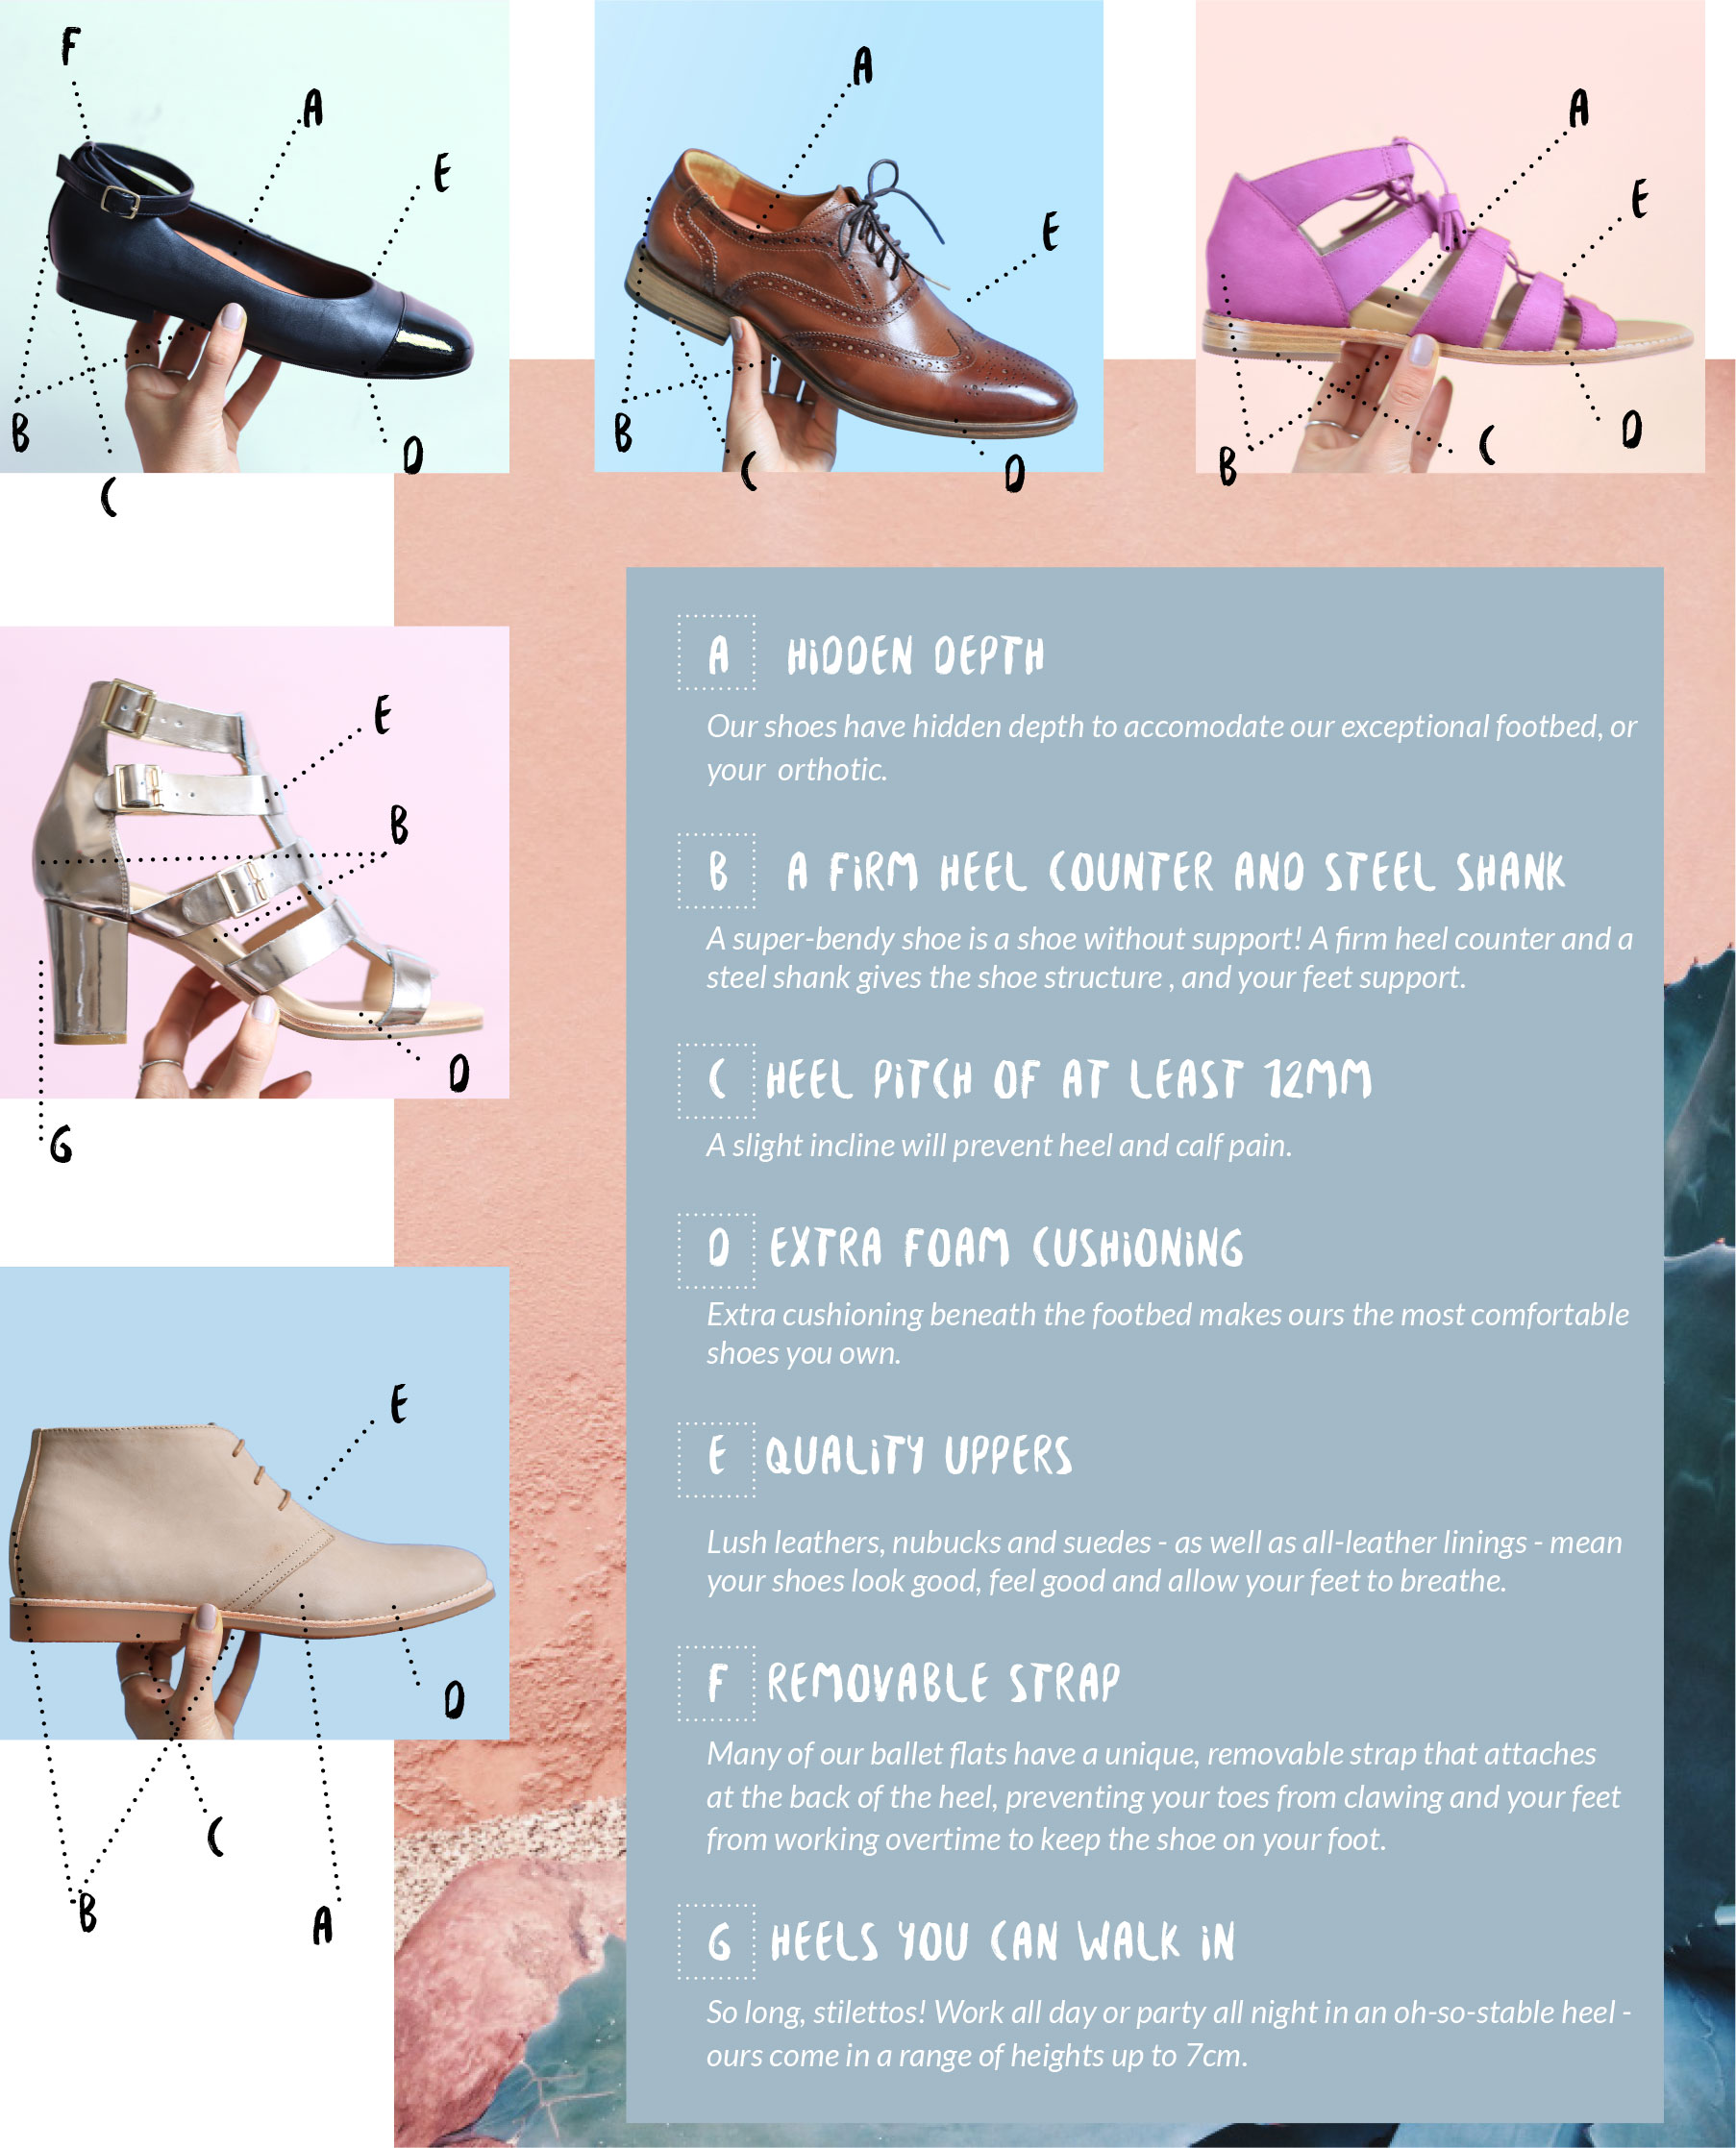 F
A
E
B
C
D
A
E
B
C
D
A
E
B
C
D
E
B
D
G
E
D
C
B
A
A HiDDEN DEPTH
Our shoes have hidden depth to accomodate our exceptional footbed, or
your orthotic.
B A FiRM HEEL COUNTER AND STEEL SHANK
A super-bendy shoe is a shoe without support! A firm heel counter and a
steel shank gives the shoe structure , and your feet support.
C HEEL PiTCH OF AT LEAST 12MM
A slight incline will prevent heel and calf pain.
D EXTRA FOAM CUSHiONiNG
Extra cushioning beneath the footbed makes ours the most comfortable
shoes you own.
E QUALiTY UPPERS
Lush leathers, nubucks and suedes - as well as all-leather linings - mean
your shoes look good, feel good and allow your feet to breathe.
F REMOVABLE STRAP
Many of our ballet flats have a unique, removable strap that attaches
at the back of the heel, preventing your toes from clawing and your feet
from working overtime to keep the shoe on your foot.
G HEELS YOU CAN WALK iN
So long, stilettos! Work all day or party all night in an oh-so-stable heel -
ours come in a range of heights up to 7cm.